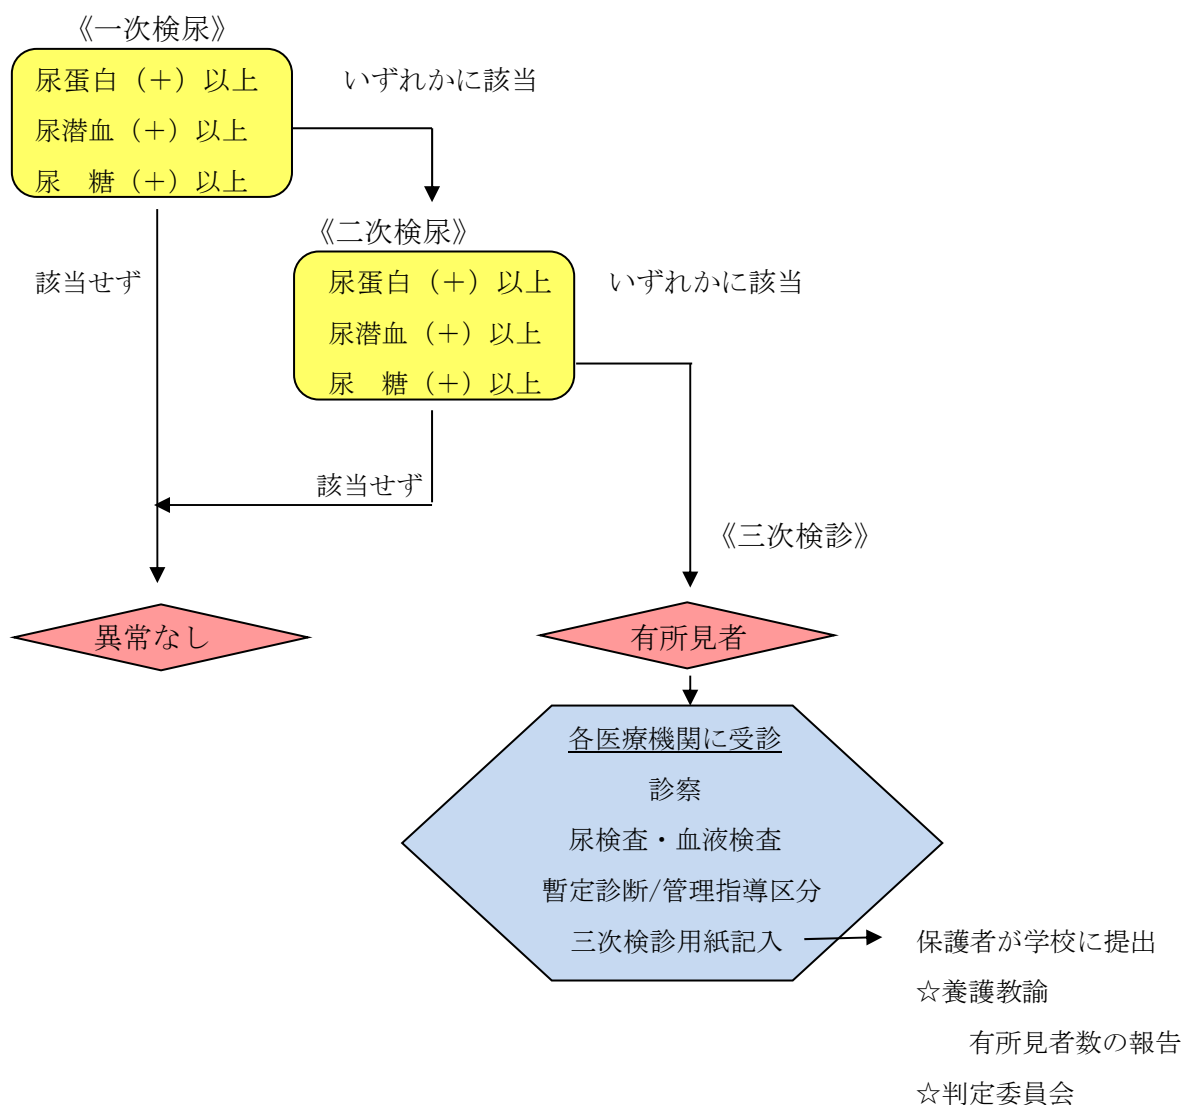 《一次検尿》
尿蛋白（＋）以上
いずれかに該当
尿潜血（＋）以上
尿　糖（＋）以上
《二次検尿》
該当せず
尿蛋白（＋）以上
いずれかに該当
尿潜血（＋）以上
尿　糖（＋）以上
該当せず
《三次検診》
異常なし
有所見者
各医療機関に受診
診察
尿検査・血液検査
暫定診断/管理指導区分
三次検診用紙記入
保護者が学校に提出
☆養護教諭
有所見者数の報告
☆判定委員会